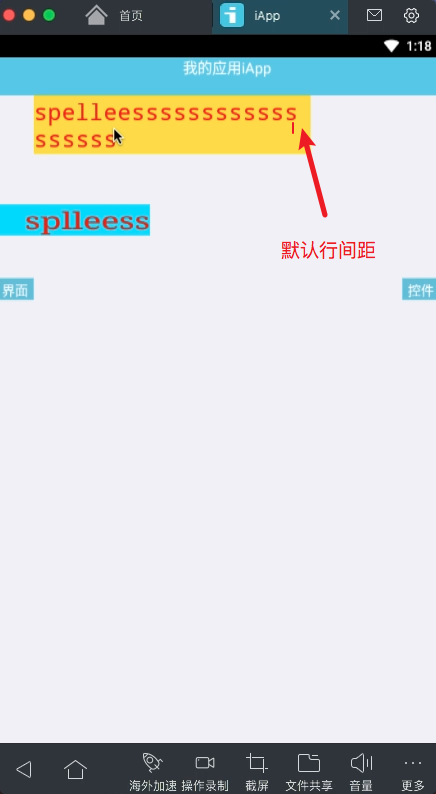 首页
iApp
1:18
我的应用iApp
spelleessssssssssss
ssssss
splleess
默认行间距
界面
控件
海外加速 操作录制 截屏 文件共享 音量 更多